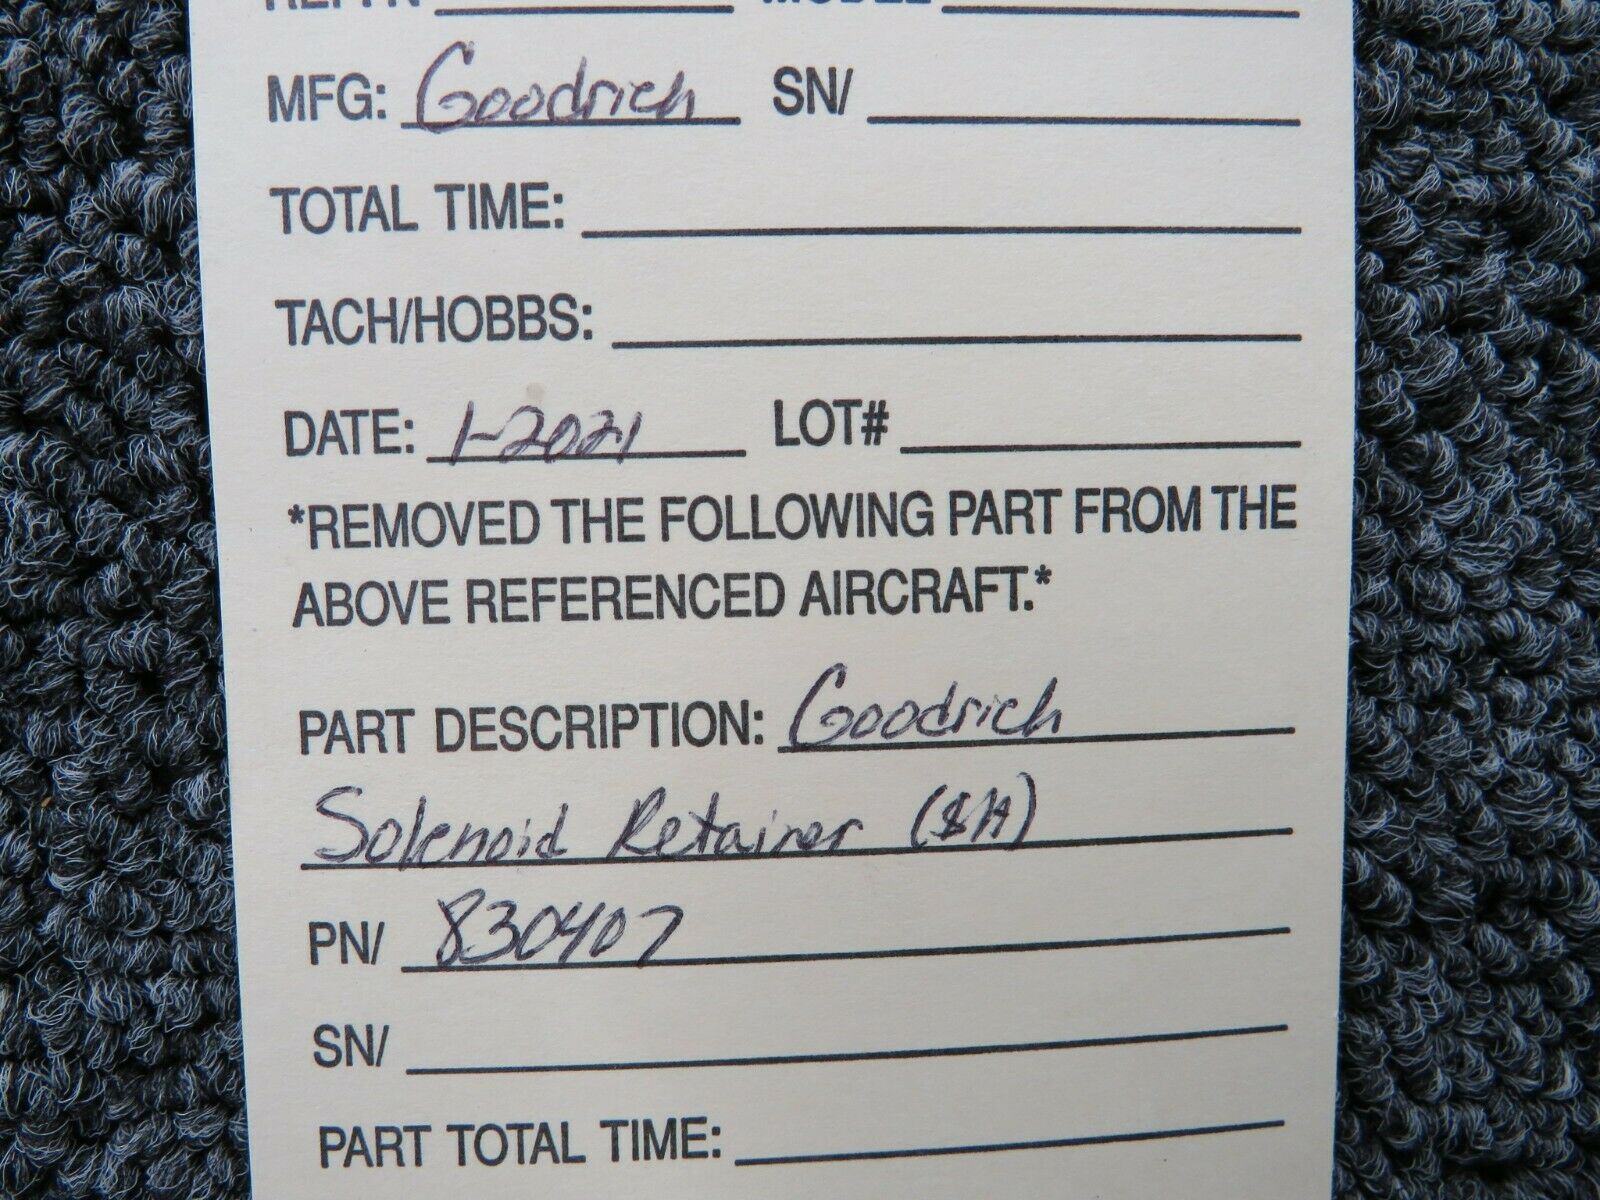 MFG: Goodrich SN/
TOTAL TIME:
TACH/HOBBS:
DATE: 1-2021 LOT#
*REMOVED THE FOLLOWING PART FROM THE
ABOVE REFERENCED AIRCRAFT.*
PART DESCRIPTION: Goodrich
Solenoid Retainer
PN/ 830407
SN/
PART TOTAL TIME: